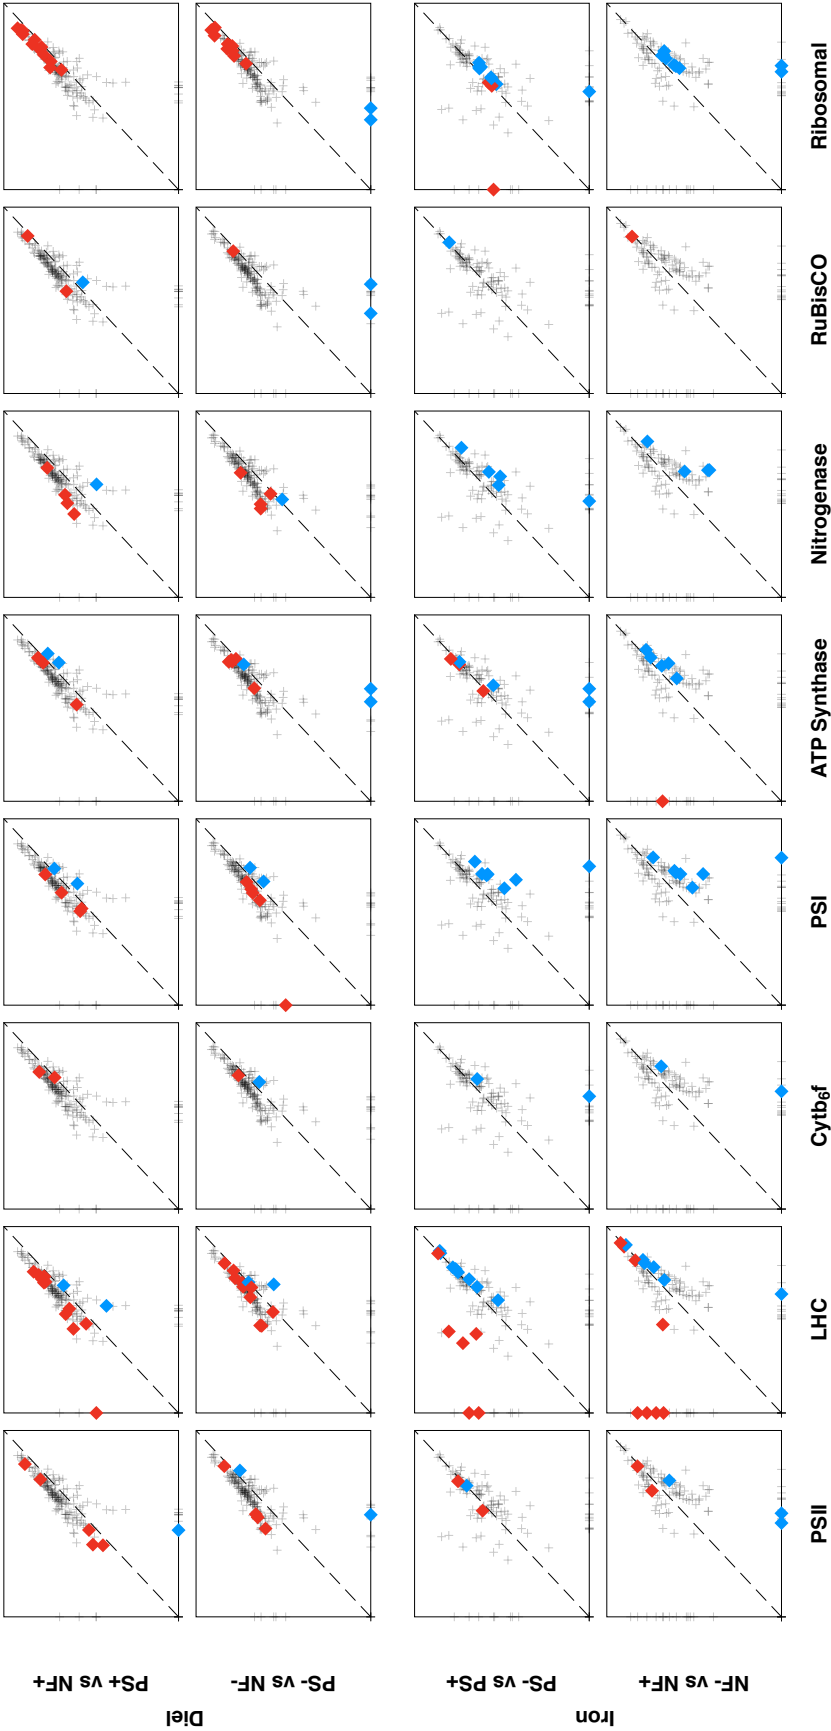 Diel
PS+ vs NF+
PS- vs NF-
Iron
PS- vs PS+
NF- vs NF+
PSII
LHC
Cytb₆f
PSI
ATP Synthase
Nitrogenase
RuBisCO
Ribosomal